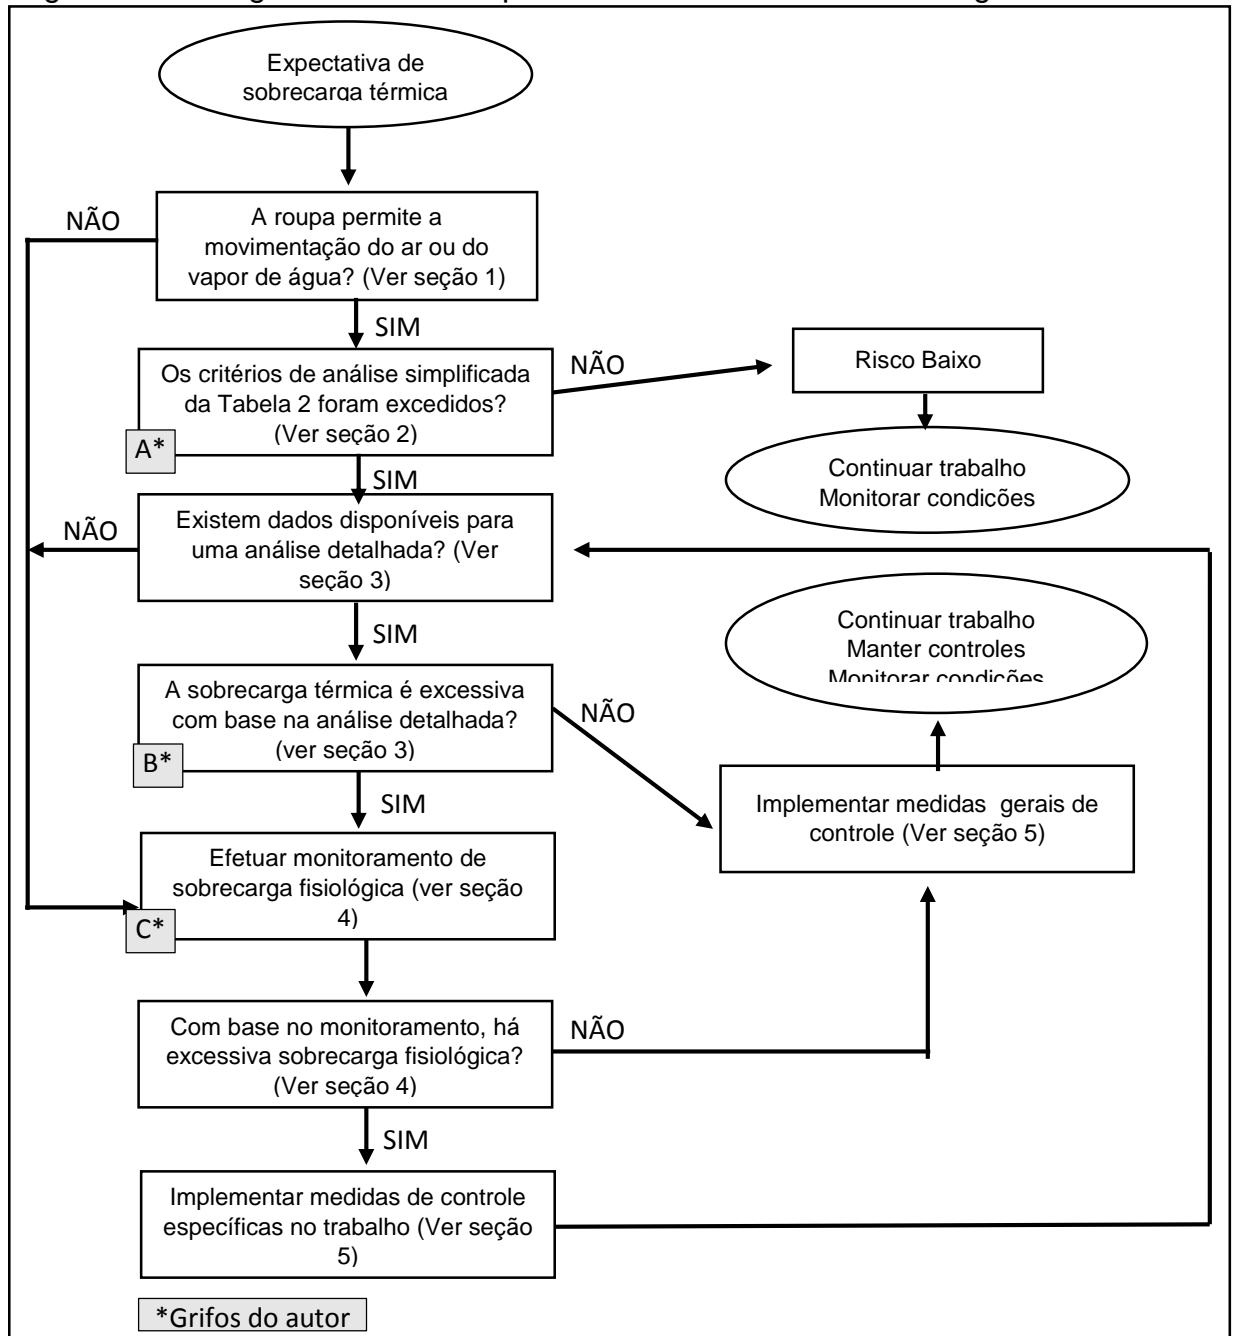 Expectativa de
sobrecarga térmica
NÃO
A roupa permite a
movimentação do ar ou do
vapor de água? (Ver seção 1)
SIM
Os critérios de análise simplificada
da Tabela 2 foram excedidos?
(Ver seção 2)
A*
NÃO
Risco Baixo
Continuar trabalho
Monitorar condições
SIM
NÃO
Existem dados disponíveis para
uma análise detalhada? (Ver
seção 3)
SIM
Continuar trabalho
Manter controles
Monitorar condições
A sobrecarga térmica é excessiva
com base na análise detalhada?
(ver seção 3)
B*
NÃO
SIM
Implementar medidas gerais de
controle (Ver seção 5)
Efetuar monitoramento de
sobrecarga fisiológica (ver seção
4)
C*
Com base no monitoramento, há
excessiva sobrecarga fisiológica?
(Ver seção 4)
NÃO
SIM
Implementar medidas de controle
específicas no trabalho (Ver seção
5)
*Grifos do autor